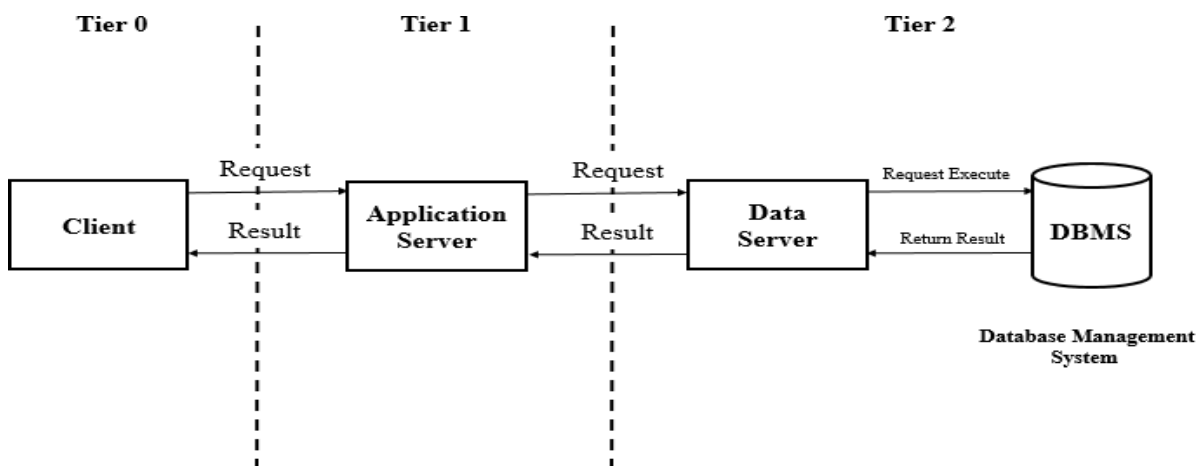 Tier 0
Tier 1
Tier 2
Request
Request
Request Execute
Client
Application
Server
Data
Server
DBMS
Result
Result
Return Result
Database Management
System